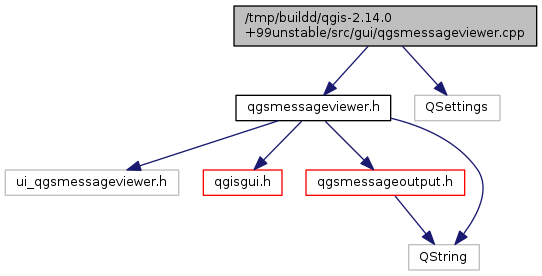 /tmp/buildd/qgis-2.14.0
+99unstable/src/gui/qgsmessageviewer.cpp
qgsmessageviewer.h
QSettings
ui_qgsmessageviewer.h
qgisgui.h
qgsmessageoutput.h
QString